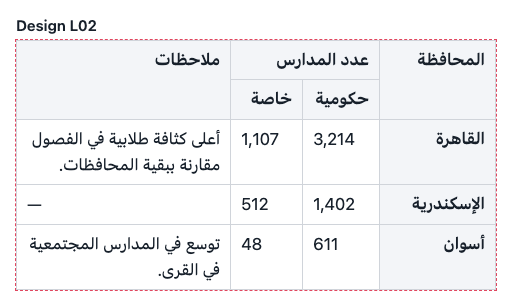 Design L02
المحافظة
عدد المدارس
ملاحظات
حكومية
خاصة
القاهرة
3,214
1,107
أعلى كثافة طلابية في الفصول
مقارنة ببقية المحافظات.
الإسكندرية
1,402
512
—
أسوان
611
48
توسع في المدارس المجتمعية
في القرى.